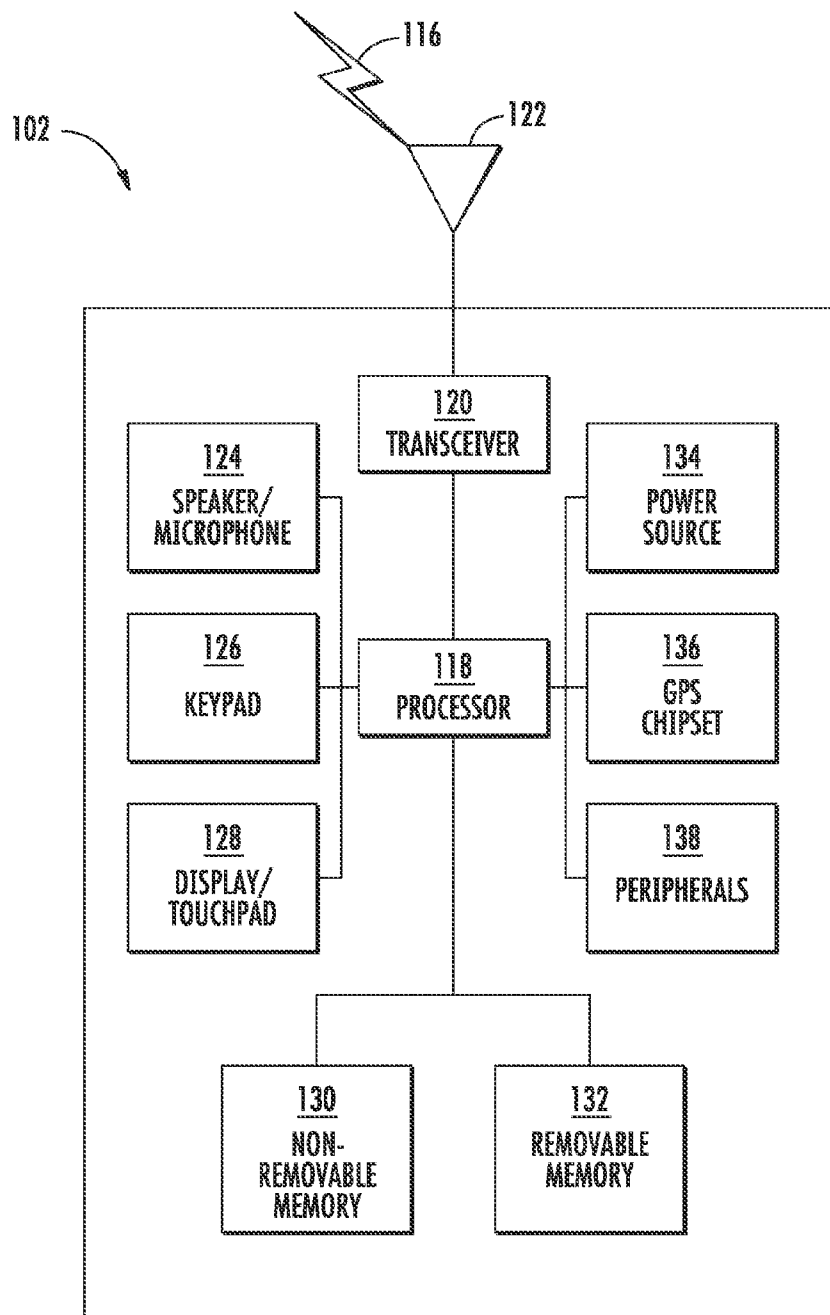 116
102
122
120
TRANSCEIVER
124
SPEAKER/
MICROPHONE
134
POWER
SOURCE
126
KEYPAD
118
PROCESSOR
136
GPS
CHIPSET
128
DISPLAY/
TOUCHPAD
138
PERIPHERALS
130
NON-
REMOVABLE
MEMORY
132
REMOVABLE
MEMORY